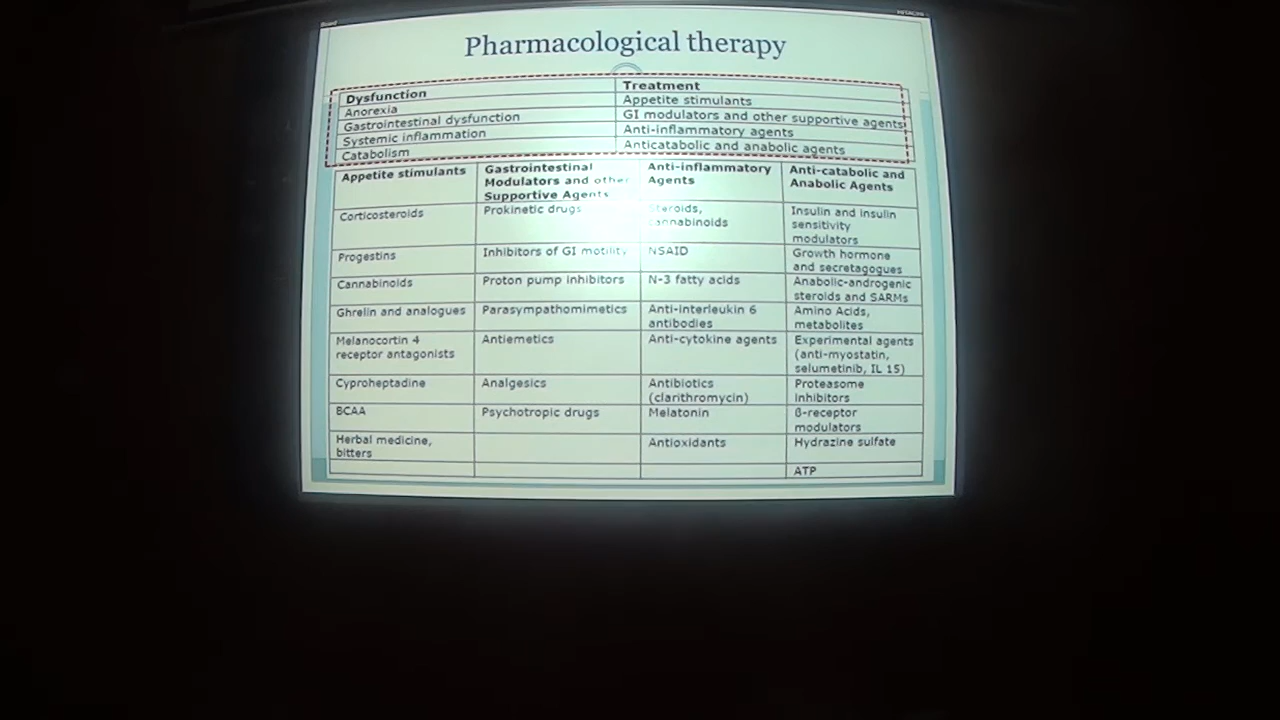 Board
HITACHI
Pharmacological therapy
Dysfunction Treatment
Anorexia Appetite stimulants
Gastrointestinal dysfunction GI modulators and other supportive agents
Systemic inflammation Anti-inflammatory agents
Catabolism Anticatabolic and anabolic agents
Appetite stimulants
Gastrointestinal
Modulators and other
Supportive Agents
Anti-inflammatory
Agents
Anti-catabolic and
Anabolic Agents
Corticosteroids
Prokinetic drugs
Steroids,
cannabinoids
Insulin and insulin
sensitivity
modulators
Progestins
Inhibitors of GI motility
NSAID
Growth hormone
and secretagogues
Cannabinoids
Proton pump inhibitors
N-3 fatty acids
Anabolic-androgenic
steroids and SARMs
Ghrelin and analogues
Parasympathomimetics
Anti-interleukin 6
antibodies
Amino Acids,
metabolites
Melanocortin 4
receptor antagonists
Antiemetics
Anti-cytokine agents
Experimental agents
(anti-myostatin,
selumetinib, IL 15)
Cyproheptadine
Analgesics
Antibiotics
(clarithromycin)
Proteasome
inhibitors
BCAA
Psychotropic drugs
Melatonin
β-receptor
modulators
Herbal medicine,
bitters
Antioxidants
Hydrazine sulfate
ATP